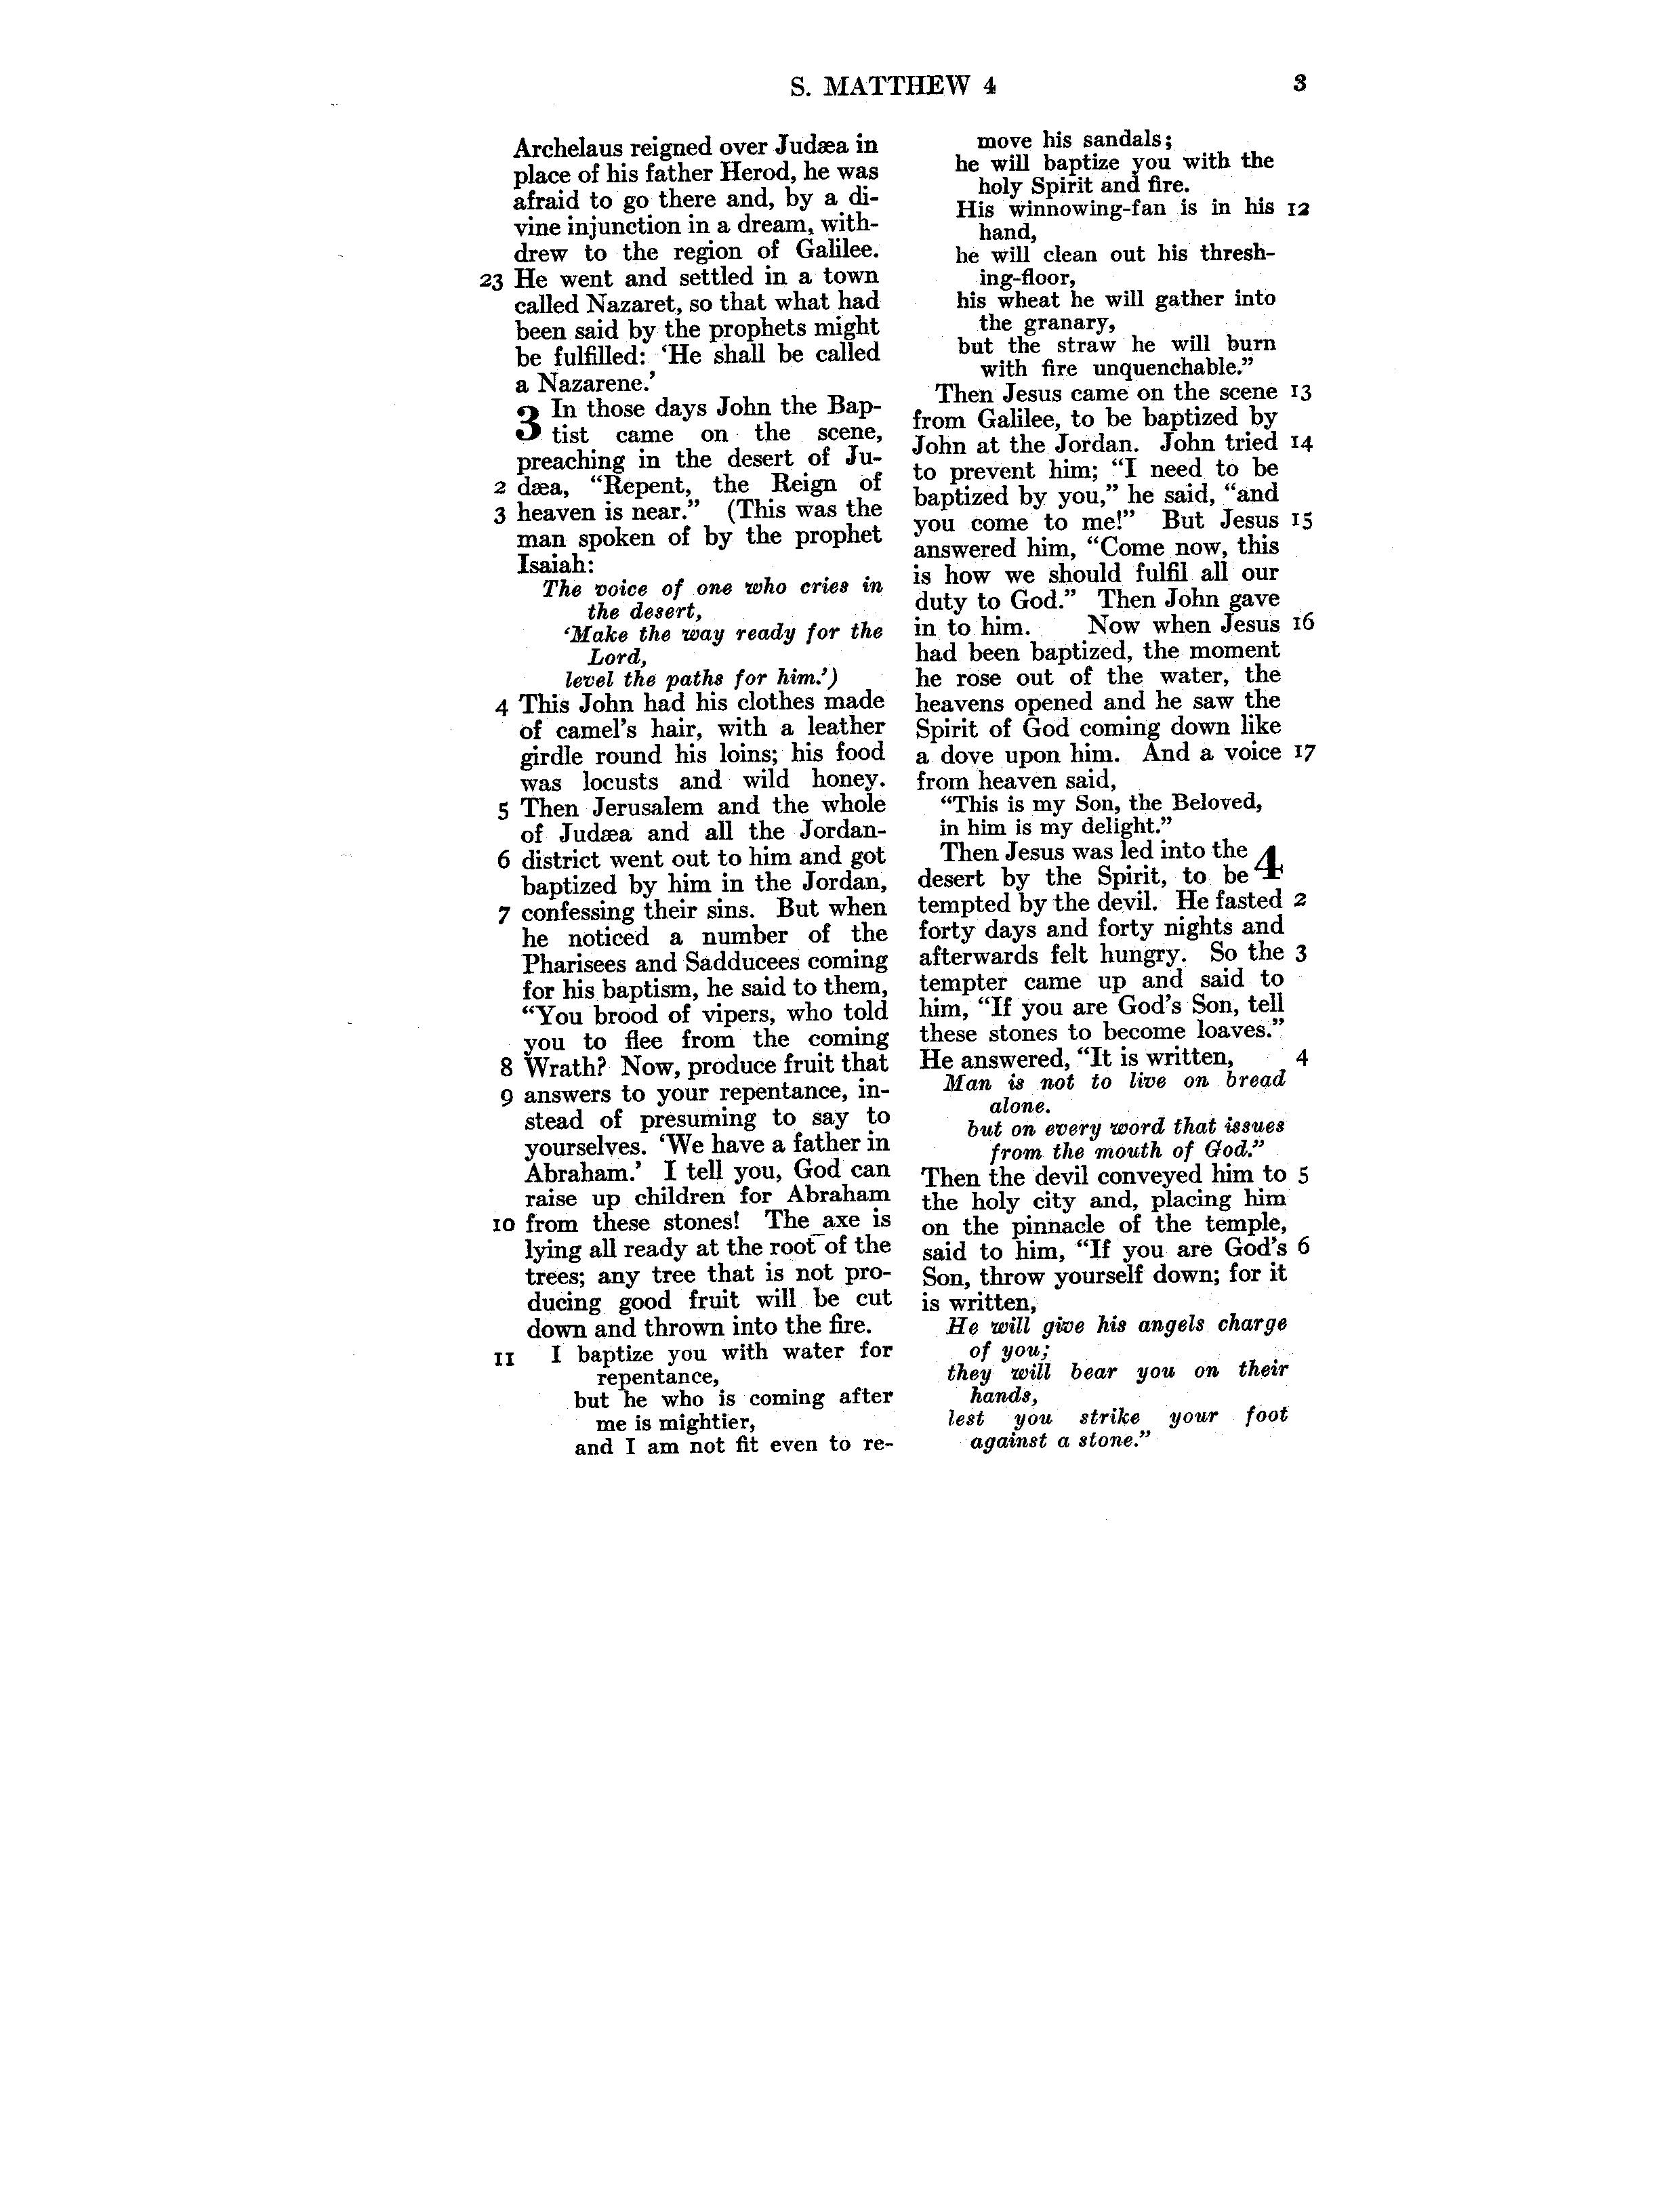 S. MATTHEW 4 3
Archelaus reigned over Judæa in
place of his father Herod, he was
afraid to go there and, by a di-
vine injunction in a dream, with-
drew to the region of Galilee.
23 He went and settled in a town
called Nazaret, so that what had
been said by the prophets might
be fulfilled: ‘He shall be called
a Nazarene.’
3 In those days John the Bap-
tist came on the scene,
preaching in the desert of Ju-
2 dæa, “Repent, the Reign of
3 heaven is near.” (This was the
man spoken of by the prophet
Isaiah:
The voice of one who cries in
the desert,
‘Make the way ready for the
Lord,
level the paths for him.’)
4 This John had his clothes made
of camel’s hair, with a leather
girdle round his loins; his food
was locusts and wild honey.
5 Then Jerusalem and the whole
of Judæa and all the Jordan-
6 district went out to him and got
baptized by him in the Jordan,
7 confessing their sins. But when
he noticed a number of the
Pharisees and Sadducees coming
for his baptism, he said to them,
“You brood of vipers, who told
you to flee from the coming
8 Wrath? Now, produce fruit that
9 answers to your repentance, in-
stead of presuming to say to
yourselves. ‘We have a father in
Abraham.’ I tell you, God can
raise up children for Abraham
10 from these stones! The axe is
lying all ready at the root of the
trees; any tree that is not pro-
ducing good fruit will be cut
down and thrown into the fire.
11 I baptize you with water for
repentance,
but he who is coming after
me is mightier,
and I am not fit even to re-
move his sandals;
he will baptize you with the
holy Spirit and fire.
His winnowing-fan is in his 12
hand,
he will clean out his thresh-
ing-floor,
his wheat he will gather into
the granary,
but the straw he will burn
with fire unquenchable.”
Then Jesus came on the scene 13
from Galilee, to be baptized by
John at the Jordan. John tried 14
to prevent him; “I need to be
baptized by you,” he said, “and
you come to me!” But Jesus 15
answered him, “Come now, this
is how we should fulfil all our
duty to God.” Then John gave
in to him. Now when Jesus 16
had been baptized, the moment
he rose out of the water, the
heavens opened and he saw the
Spirit of God coming down like
a dove upon him. And a voice 17
from heaven said,
“This is my Son, the Beloved,
in him is my delight.”
Then Jesus was led into the 4
desert by the Spirit, to be
tempted by the devil. He fasted 2
forty days and forty nights and
afterwards felt hungry. So the 3
tempter came up and said to
him, “If you are God’s Son, tell
these stones to become loaves.”
He answered, “It is written, 4
Man is not to live on bread
alone.
but on every word that issues
from the mouth of God.”
Then the devil conveyed him to 5
the holy city and, placing him
on the pinnacle of the temple,
said to him, “If you are God’s 6
Son, throw yourself down; for it
is written,
He will give his angels charge
of you;
they will bear you on their
hands,
lest you strike your foot
against a stone.”